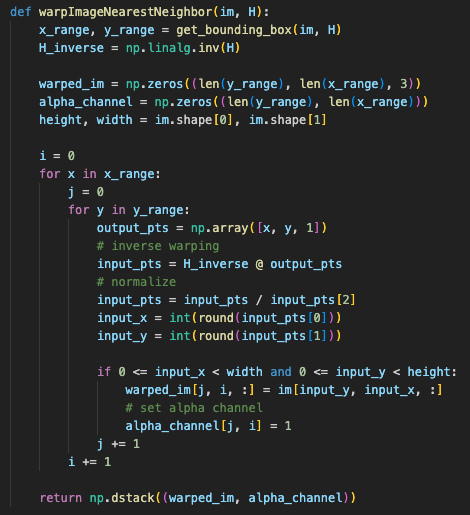 def warpImageNearestNeighbor(im, H):
    x_range, y_range = get_bounding_box(im, H)
    H_inverse = np.linalg.inv(H)

    warped_im = np.zeros((len(y_range), len(x_range), 3))
    alpha_channel = np.zeros((len(y_range), len(x_range)))
    height, width = im.shape[0], im.shape[1]

    i = 0
    for x in x_range:
        j = 0
        for y in y_range:
            output_pts = np.array([x, y, 1])
            # inverse warping
            input_pts = H_inverse @ output_pts
            # normalize
            input_pts = input_pts / input_pts[2]
            input_x = int(round(input_pts[0]))
            input_y = int(round(input_pts[1]))

            if 0 <= input_x < width and 0 <= input_y < height:
                warped_im[j, i, :] = im[input_y, input_x, :]
                # set alpha channel
                alpha_channel[j, i] = 1
            j += 1
        i += 1

    return np.dstack((warped_im, alpha_channel))